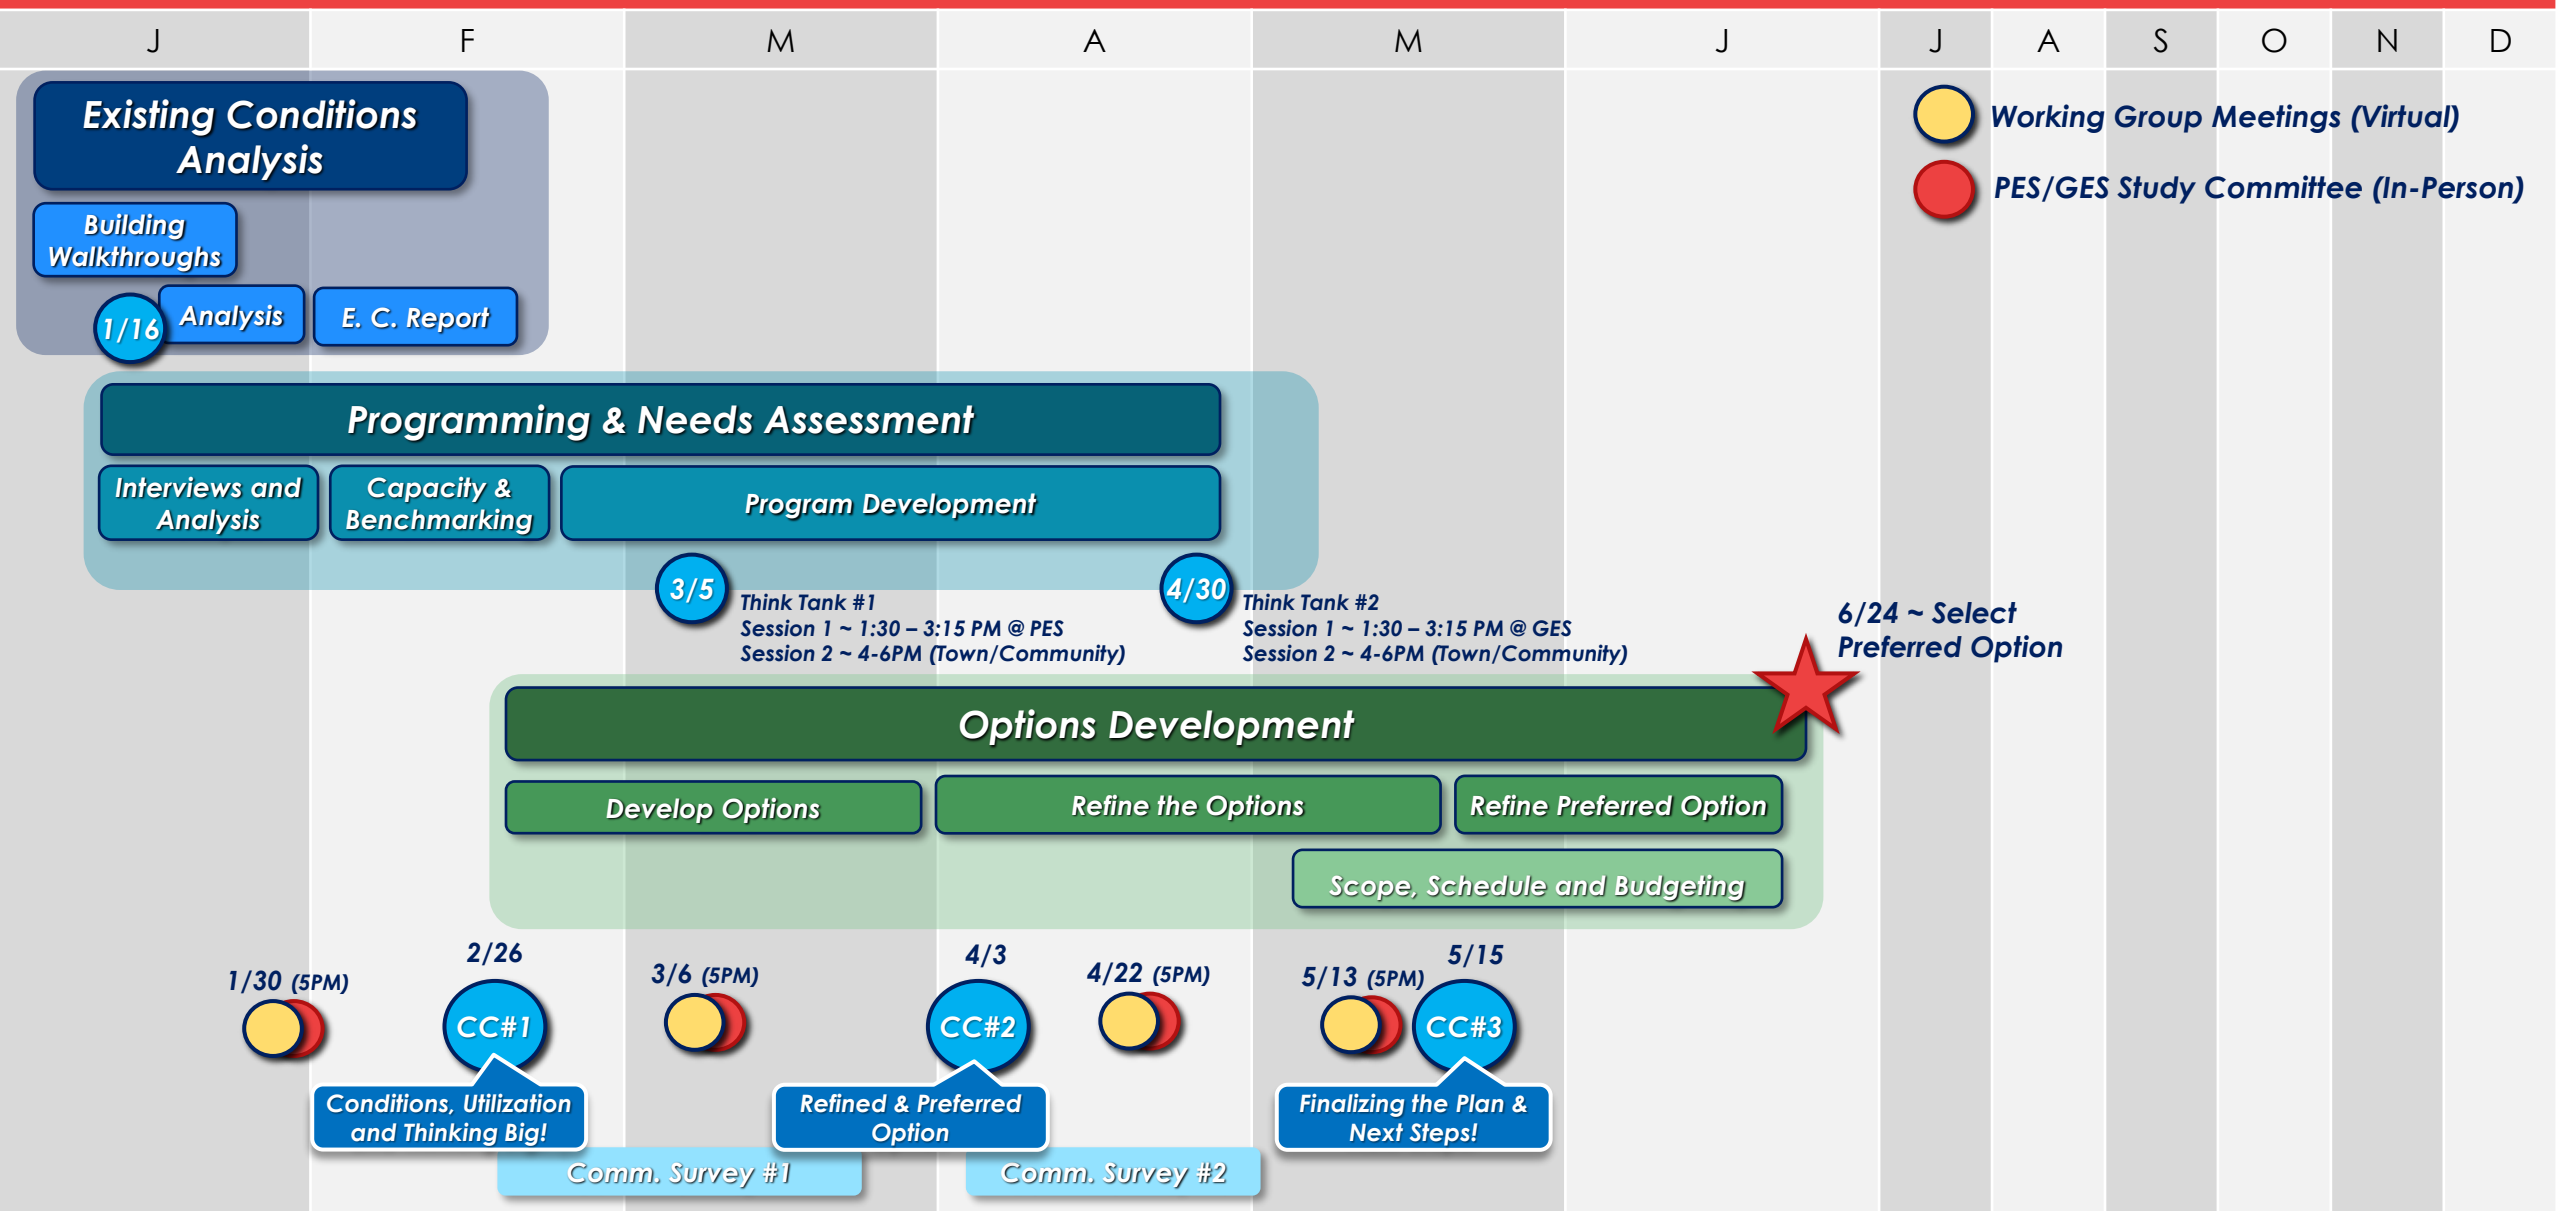 J F M A M J J A S O N D
Existing Conditions
Analysis
Working Group Meetings (Virtual)
PES/GES Study Committee (In-Person)
Building
Walkthroughs
1/16
Analysis
E. C. Report
Programming & Needs Assessment
Interviews and
Analysis
Capacity &
Benchmarking
Program Development
3/5
Think Tank #1
Session 1 ~ 1:30 – 3:15 PM @ PES
Session 2 ~ 4-6PM (Town/Community)
4/30
Think Tank #2
Session 1 ~ 1:30 – 3:15 PM @ GES
Session 2 ~ 4-6PM (Town/Community)
6/24 ~ Select
Preferred Option
Options Development
Develop Options
Refine the Options
Refine Preferred Option
Scope, Schedule and Budgeting
1/30 (5PM)
2/26
CC#1
Conditions, Utilization
and Thinking Big!
3/6 (5PM)
4/3
CC#2
Refined & Preferred
Option
4/22 (5PM)
5/13 (5PM)
5/15
CC#3
Finalizing the Plan &
Next Steps!
Comm. Survey #1
Comm. Survey #2